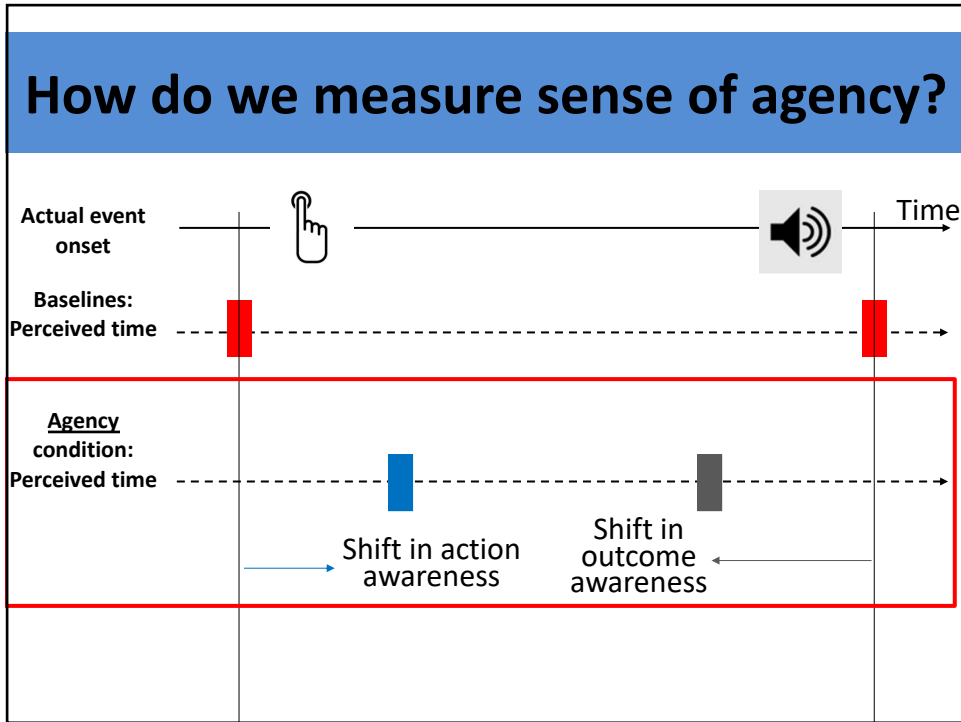 How do we measure sense of agency?
Actual event
onset
Time
Baselines:
Perceived time
Agency
condition:
Perceived time
Shift in action
awareness
Shift in
outcome
awareness